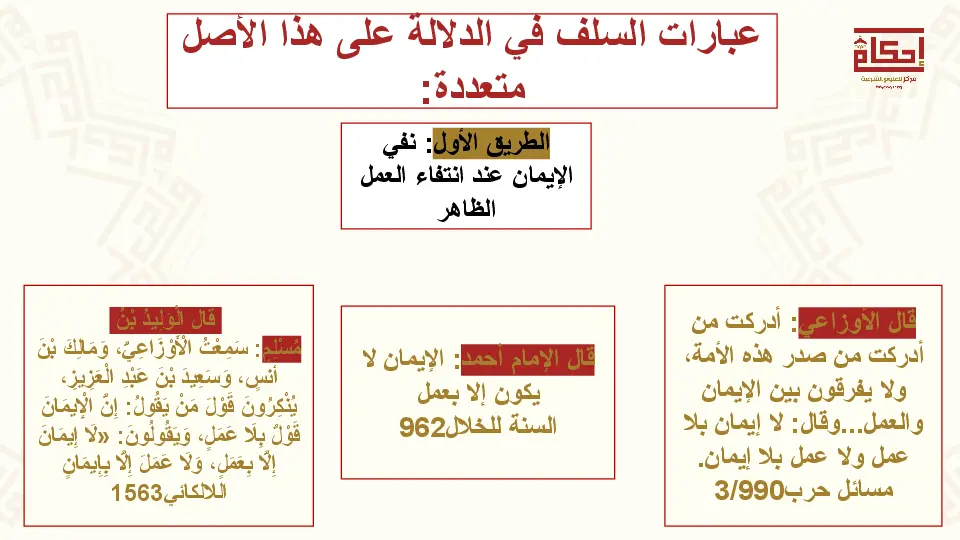 عبارات السلف في الدلالة على هذا الأصل
متعددة:
إحكام
مركز للعلوم الشرعية
الطريق الأول: نفي
الإيمان عند انتفاء العمل
الظاهر
قال الأوزاعي: أدركت من
أدركت من صدر هذه الأمة،
ولا يفرقون بين الإيمان
والعمل...وقال: لا إيمان بلا
عمل ولا عمل بلا إيمان.
مسائل حرب3/990
قال الإمام أحمد: الإيمان لا
يكون إلا بعمل
السنة للخلال962
قَالَ الْوَلِيدُ بْنُ
مُسْلِمٍ: سَمِعْتُ الْأَوْزَاعِيَّ، وَمَالِكَ بْنَ
أَنَسٍ، وَسَعِيدَ بْنَ عَبْدِ الْعَزِيزِ،
يُنْكِرُونَ قَوْلَ مَنْ يَقُولُ: إِنَّ الْإِيمَانَ
قَوْلٌ بِلَا عَمَلٍ، وَيَقُولُونَ: «لَا إِيمَانَ
إِلَّا بِعَمَلٍ، وَلَا عَمَلَ إِلَّا بِإِيمَانٍ
اللالكائي1563